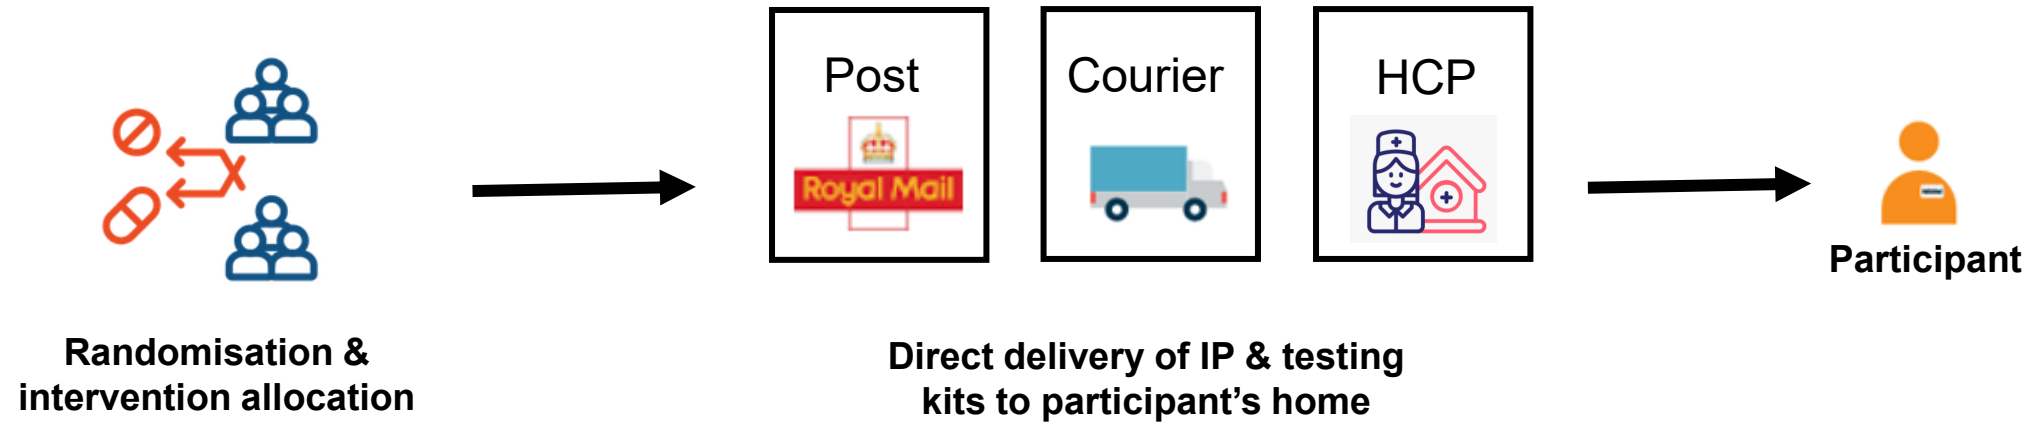 Post
Royal Mail
Courier
HCP
Participant
Randomisation &
intervention allocation
Direct delivery of IP & testing
kits to participant's home